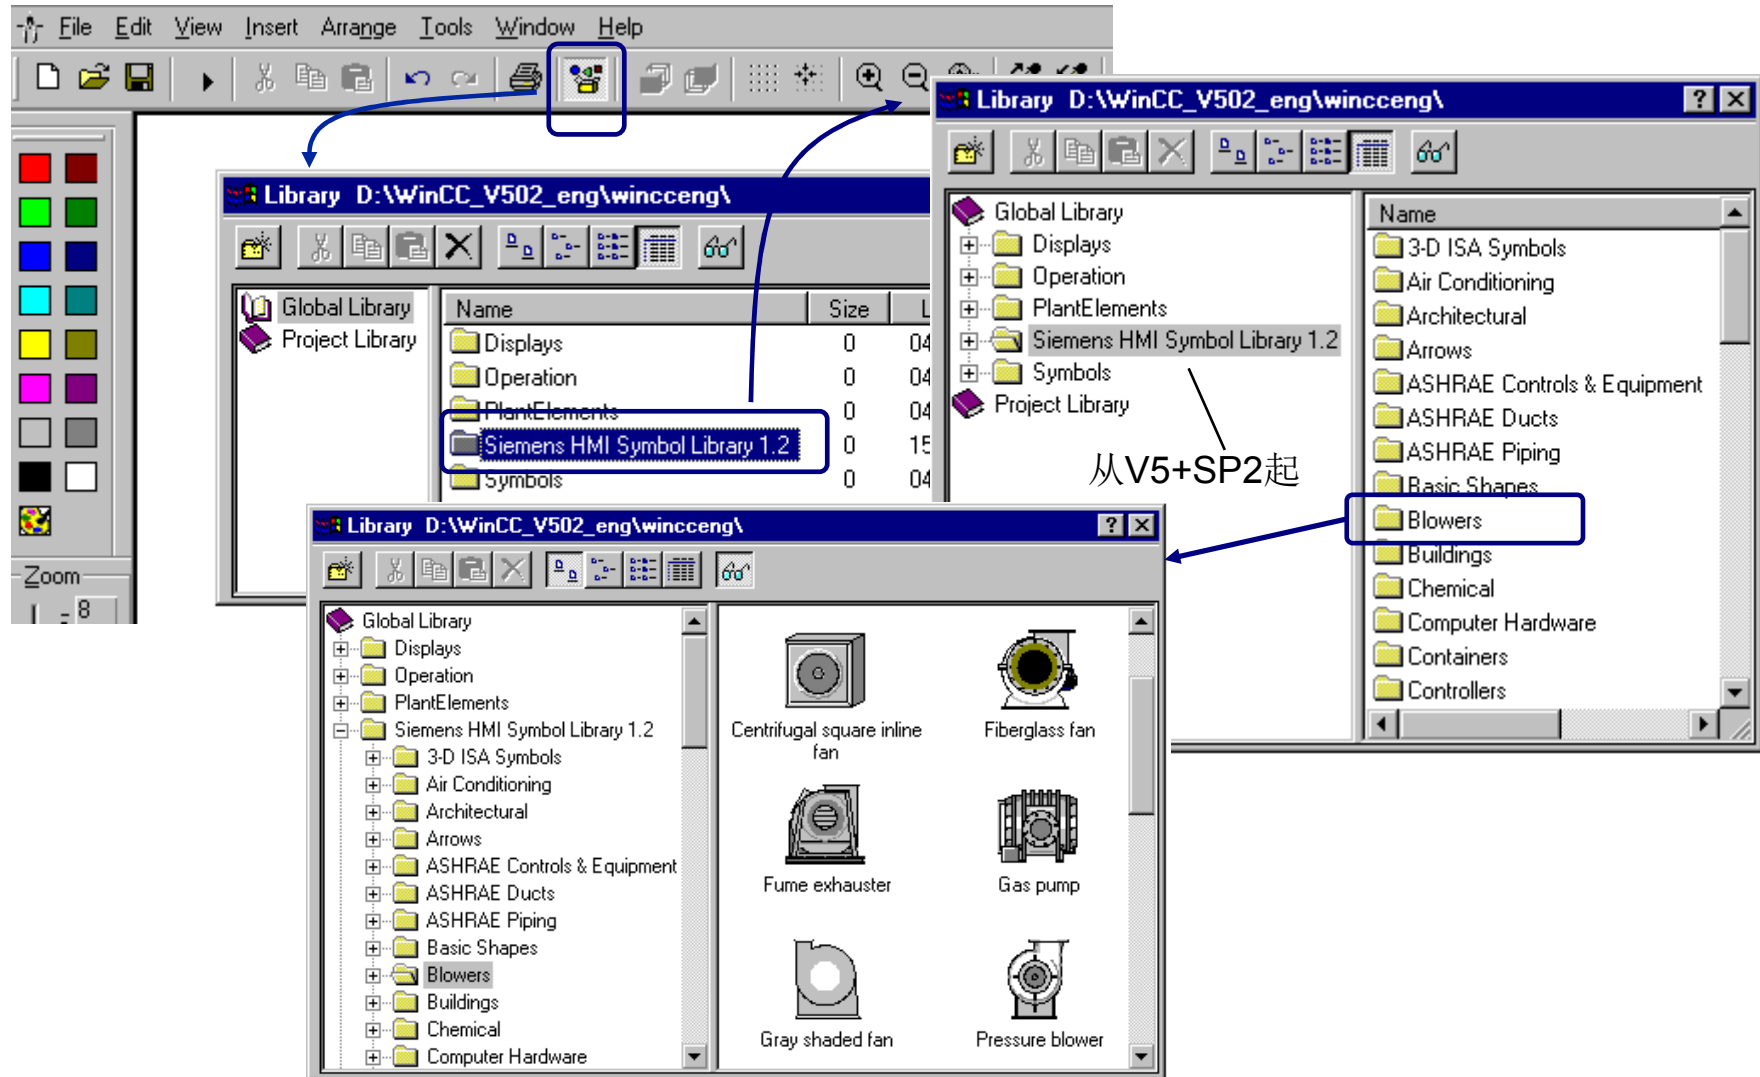 File Edit View Insert Arrange Tools Window Help
Library D:\WinCC_V502_eng\wincceng\
Global Library
Project Library
Name Size L
Displays 0 04
Operation 0 04
PlantElements 0 04
Siemens HMI Symbol Library 1.2 0 15
Symbols 0 04
Zoom
8
Library D:\WinCC_V502_eng\wincceng\
Global Library
Displays
Operation
PlantElements
Siemens HMI Symbol Library 1.2
Symbols
Project Library
从V5+SP2起
Name
3-D ISA Symbols
Air Conditioning
Architectural
Arrows
ASHRAE Controls & Equipment
ASHRAE Ducts
ASHRAE Piping
Basic Shapes
Blowers
Buildings
Chemical
Computer Hardware
Containers
Controllers
Library D:\WinCC_V502_eng\wincceng\
Global Library
Displays
Operation
PlantElements
Siemens HMI Symbol Library 1.2
3-D ISA Symbols
Air Conditioning
Architectural
Arrows
ASHRAE Controls & Equipment
ASHRAE Ducts
ASHRAE Piping
Basic Shapes
Blowers
Buildings
Chemical
Computer Hardware
Centrifugal square inline
fan
Fiberglass fan
Fume exhauster
Gas pump
Gray shaded fan
Pressure blower